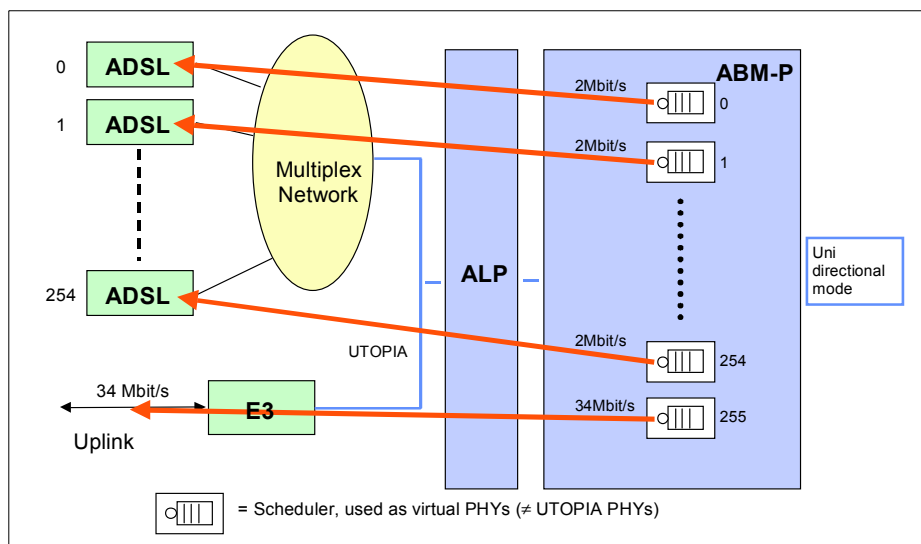 0
ADSL
1
ADSL
254
ADSL
Multiplex
Network
UTOPIA
34 Mbit/s
E3
Uplink
ALP
ABM-P
2Mbit/s
0
2Mbit/s
1
2Mbit/s
254
34Mbit/s
255
Uni
directional
mode
= Scheduler, used as virtual PHYs (≠ UTOPIA PHYs)